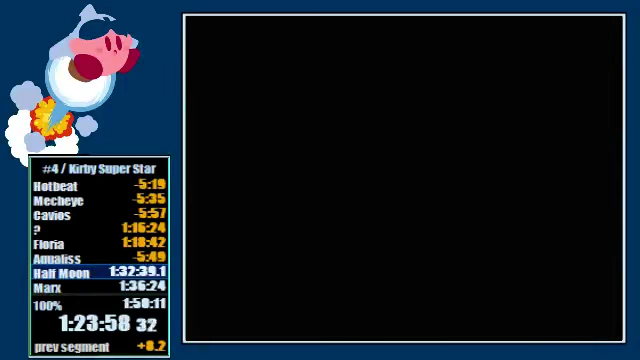 #4 / Kirby Super Star
Hotbeat -5:19
Mecheye -5:35
Cavios -5:57
? 1:16:24
Floria 1:18:42
Aqualiss -5:49
Half Moon 1:32:39.1
Marx 1:36:24
100% 1:50:11
1:23:58 32
prev segment +8.2